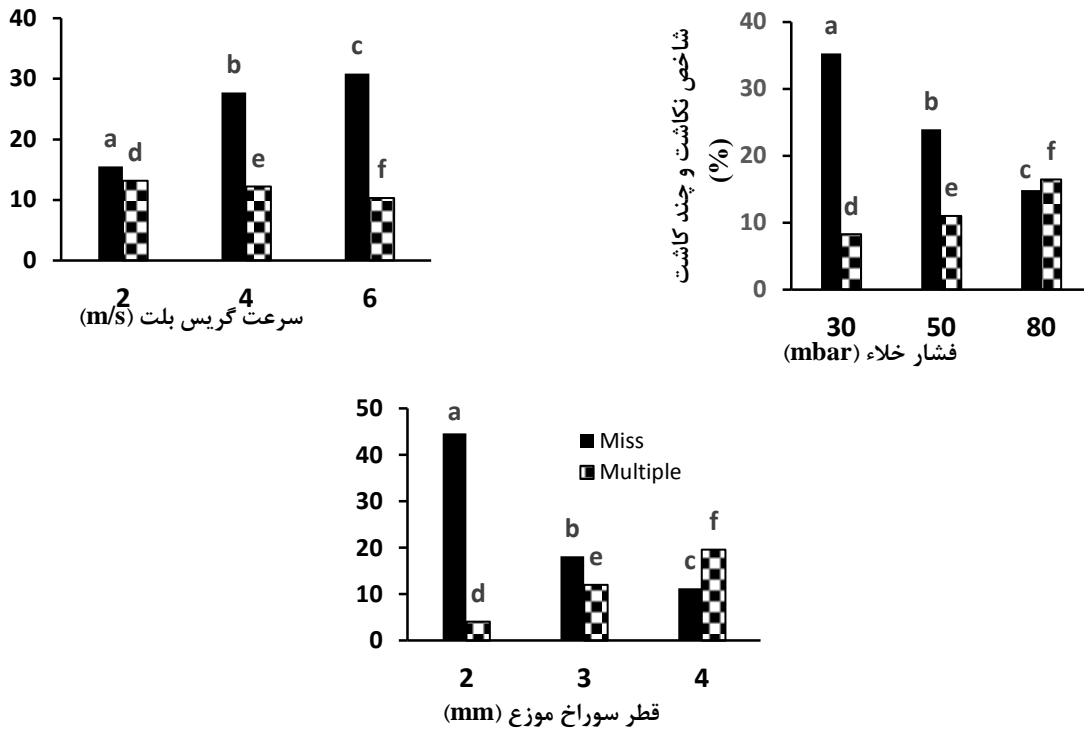 40
30
20
10
0
a
d
b
e
c
f
2
4
6
سرعت گریس بلت (m/s)
شاخص نکاشت و چند کاشت
(%)
40
30
20
10
0
a
d
b
e
c
f
30
50
80
فشار خلاء (mbar)
50
40
30
20
10
0
a
d
b
e
c
f
Miss
Multiple
2
3
4
قطر سوراخ موزع (mm)